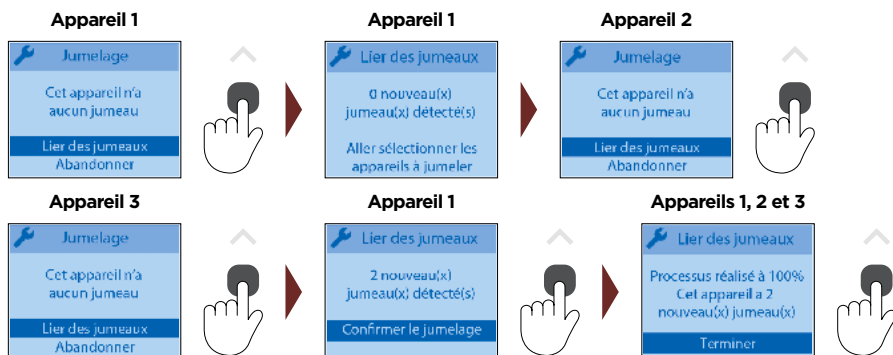 Appareil 1
Jumelage
Cet appareil n'a
aucun jumeau
Lier des jumeaux
Abandonner
Appareil 1
Lier des jumeaux
0 nouveau(x)
jumeau(x) détecté(s)
Aller sélectionner les
appareils à jumeler
Appareil 2
Jumelage
Cet appareil n'a
aucun jumeau
Lier des jumeaux
Abandonner
Appareil 3
Jumelage
Cet appareil n'a
aucun jumeau
Lier des jumeaux
Abandonner
Appareil 1
Lier des jumeaux
2 nouveau(x)
jumeau(x) détecté(s)
Confirmer le jumelage
Appareils 1, 2 et 3
Lier des jumeaux
Processus réalisé à 100%
Cet appareil a 2
nouveau(x) jumeau(x)
Terminer